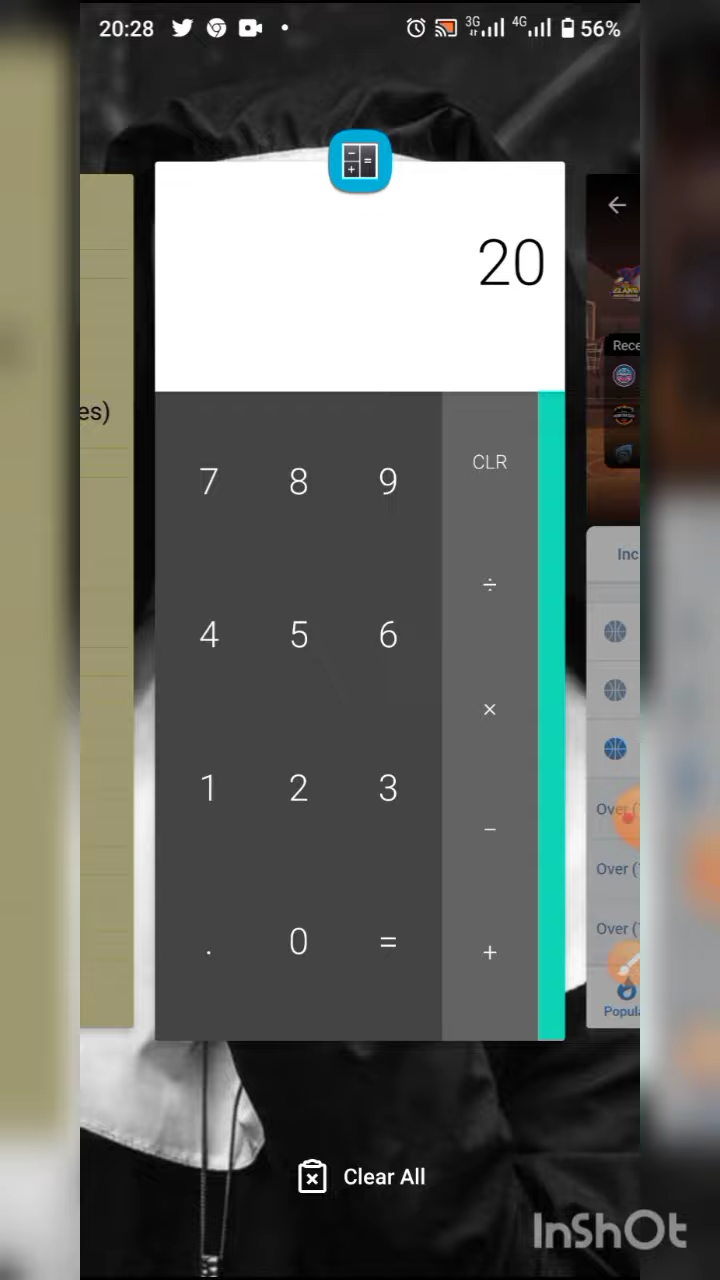 20:28
3G
4G
56%
20
es)
Rece
7 8 9
CLR
÷
Inc
4 5 6
×
1 2 3
−
Over (
Over (
Over (
. 0 =
+
Popula
Clear All
InShOt